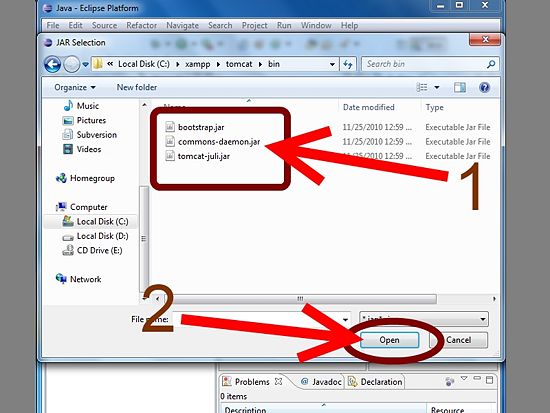 Java - Eclipse Platform
File Edit Source Refactor Navigate Search Project Run Window Help
JAR Selection
Local Disk (C:) xampp tomcat bin
Search bin
Organize New folder
Name Date modified Type
Music
Pictures
Subversion
Videos
Homegroup
Computer
Local Disk (C:)
Local Disk (D:)
CD Drive (E:)
Network
bootstrap.jar 11/25/2010 12:59 ... Executable Jar File
commons-daemon.jar 11/25/2010 12:59 ... Executable Jar File
tomcat-juli.jar 11/25/2010 12:59 ... Executable Jar File
1
2
File name:
Open Cancel
Problems @ Javadoc Declaration
0 items
Description Resource